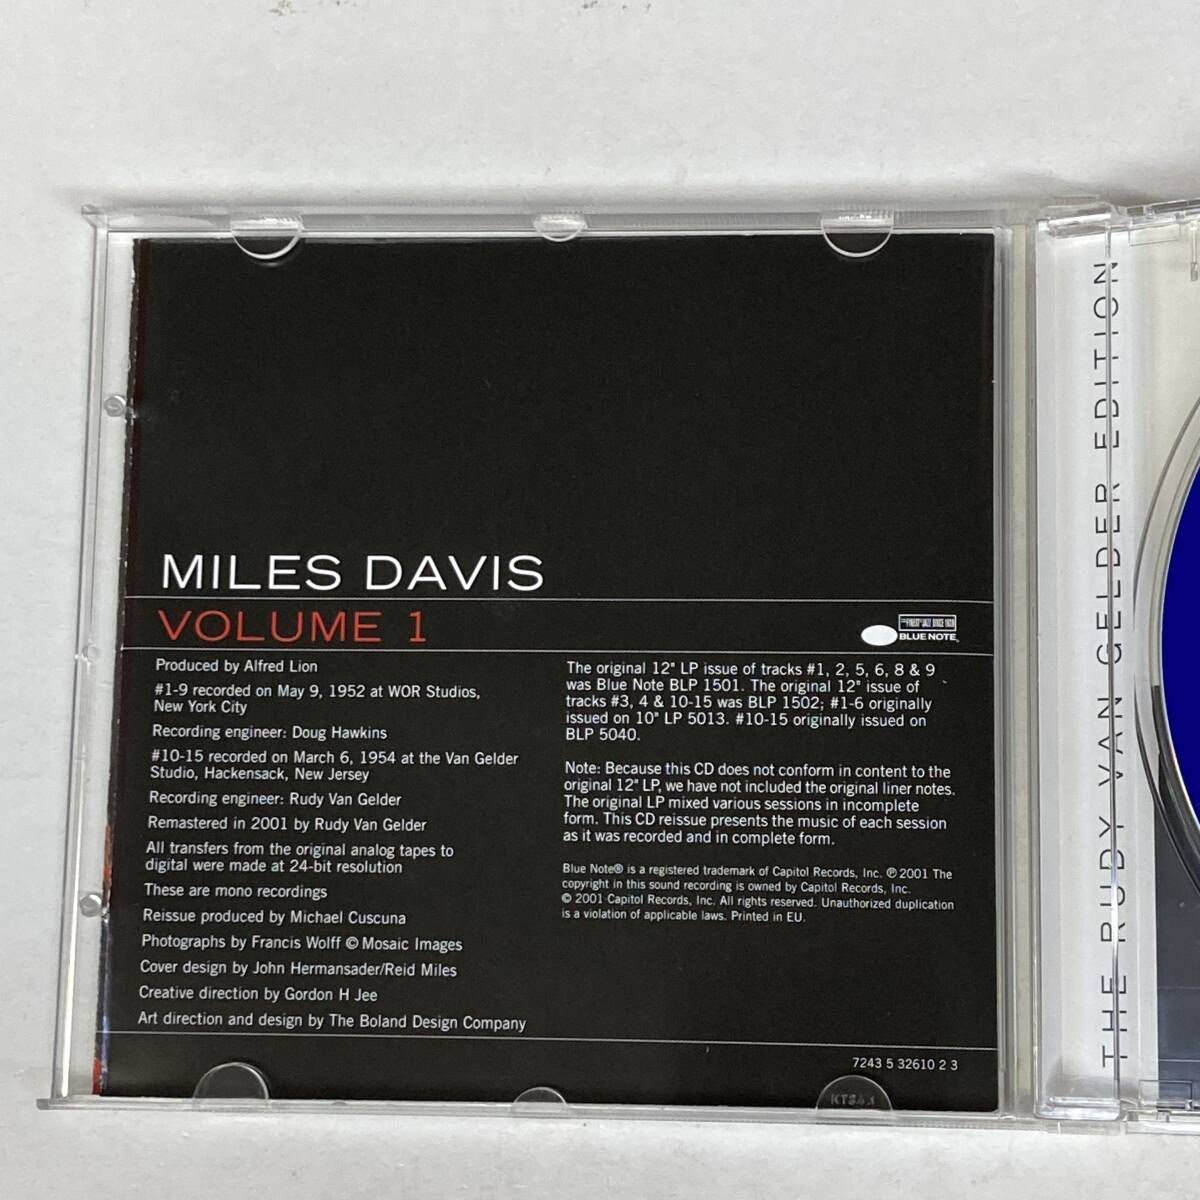 MILES DAVIS
VOLUME 1
BLUE NOTE
Produced by Alfred Lion
#1-9 recorded on May 9, 1952 at WOR Studios,
New York City
Recording engineer: Doug Hawkins
#10-15 recorded on March 6, 1954 at the Van Gelder
Studio, Hackensack, New Jersey
Recording engineer: Rudy Van Gelder
Remastered in 2001 by Rudy Van Gelder
All transfers from the original analog tapes to
digital were made at 24-bit resolution
These are mono recordings
Reissue produced by Michael Cuscuna
Photographs by Francis Wolff © Mosaic Images
Cover design by John Hermansader/Reid Miles
Creative direction by Gordon H Jee
Art direction and design by The Boland Design Company
The original 12" LP issue of tracks #1, 2, 5, 6, 8 & 9
was Blue Note BLP 1501. The original 12" issue of
tracks #3, 4 & 10-15 was BLP 1502; #1-6 originally
issued on 10" LP 5013. #10-15 originally issued on
BLP 5040.
Note: Because this CD does not conform in content to the
original 12" LP, we have not included the original liner notes.
The original LP mixed various sessions in incomplete
form. This CD reissue presents the music of each session
as it was recorded and in complete form.
Blue Note® is a registered trademark of Capitol Records, Inc. ℗ 2001 The
copyright in this sound recording is owned by Capitol Records, Inc.
© 2001 Capitol Records, Inc. All rights reserved. Unauthorized duplication
is a violation of applicable laws. Printed in EU.
7243 5 32610 2 3
THE RUDY VAN GELDER EDITION